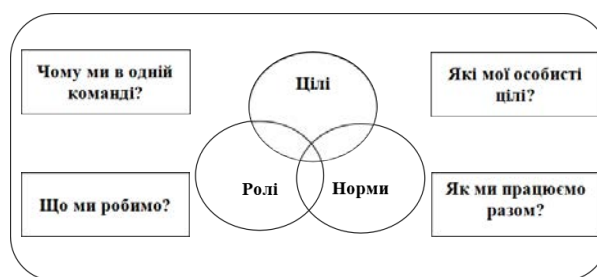 Чому ми в одній
команді?
Цілі
Які мої особисті
цілі?
Що ми робимо?
Ролі
Норми
Як ми працюємо
разом?